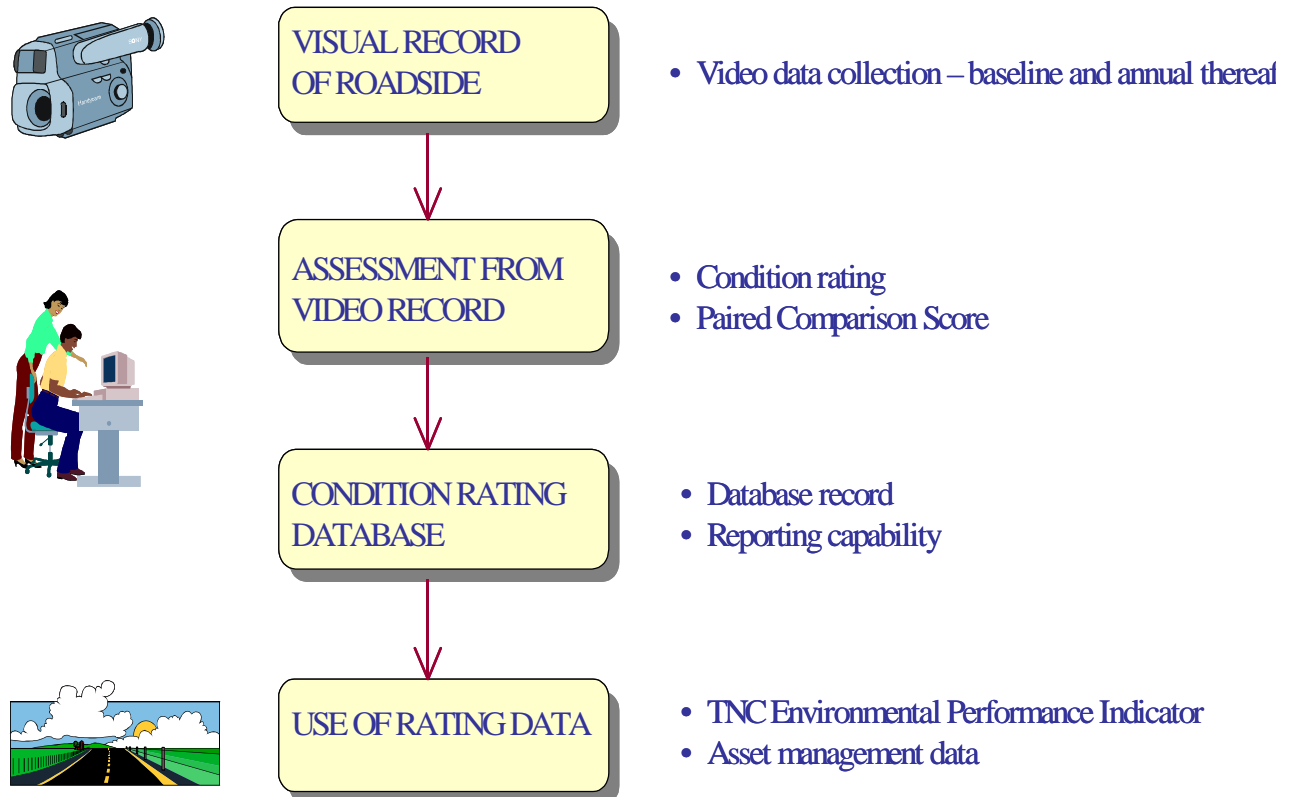 VISUAL RECORD
OF ROADSIDE
• Video data collection – baseline and annual
ASSESSMENT FROM
VIDEO RECORD
• Condition rating
• Paired Comparison Score
CONDITION RATING
DATABASE
• Database record
• Reporting capability
USE OF RATING DATA
• TNC Environmental Performance Indicator
• Asset management data